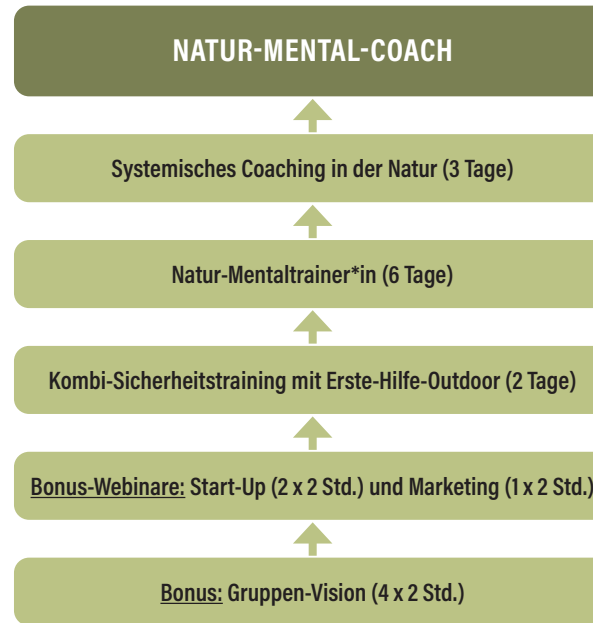 NATUR-MENTAL-COACH
Systemisches Coaching in der Natur (3 Tage)
Natur-Mentaltrainer*in (6 Tage)
Kombi-Sicherheitstraining mit Erste-Hilfe-Outdoor (2 Tage)
Bonus-Webinare: Start-Up (2 x 2 Std.) und Marketing (1 x 2 Std.)
Bonus: Gruppen-Vision (4 x 2 Std.)